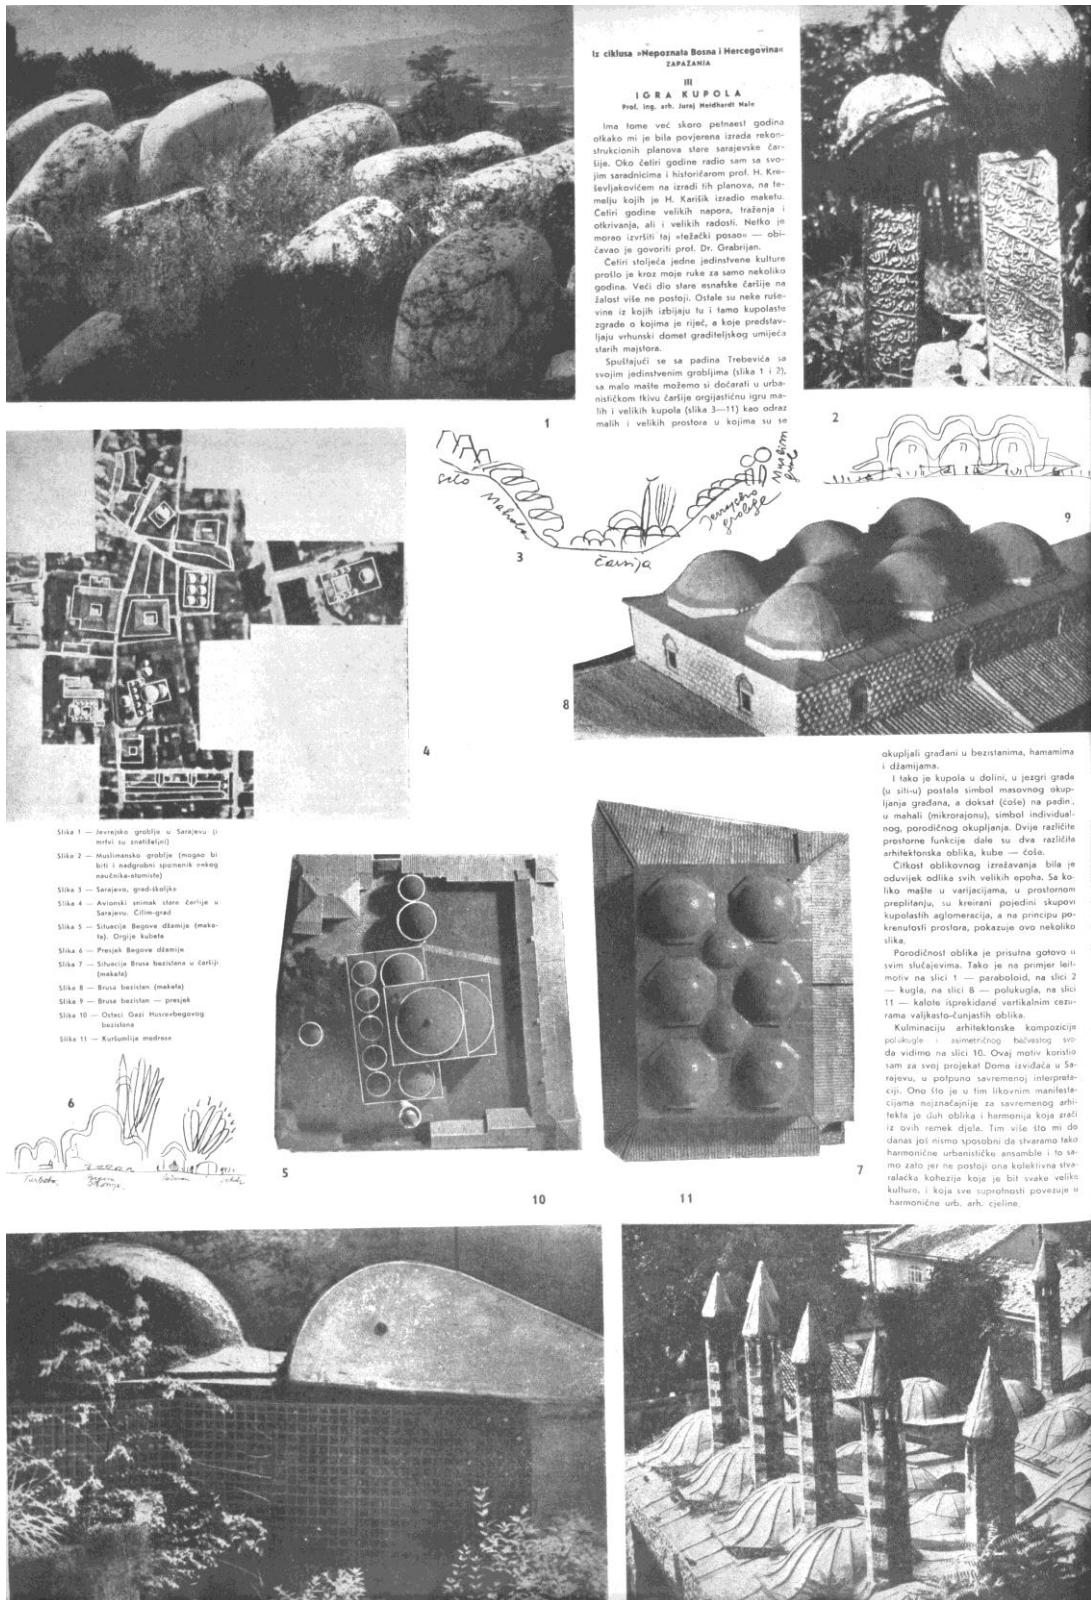 Iz ciklusa »Nepoznata Bosna i Hercegovina«
ZAPAŽANJA
III
IGRA KUPOLA
Prof. ing. arh. Juraj Neidhardt Nale
Ima tome već skoro petnaest godina
otkako mi je bila povjerena izrada rekon-
strukcionih planova stare sarajevske čar-
šije. Oko četiri godine radio sam sa svo-
jim saradnicima i historičarom prof. H. Kre-
ševljakovićem na izradi tih planova, na te-
melju kojih je H. Karišik izradio maketu.
Četiri godine velikih napora, traženja i
otkrivanja, ali i velikih radosti. Netko je
morao izvršiti taj »težački posao« — obi-
čavao je govoriti prof. Dr. Grabrijan.
Četiri stoljeća jedne jedinstvene kulture
prošlo je kroz moje ruke za samo nekoliko
godina. Veći dio stare esnafske čaršije na
žalost više ne postoji. Ostale su neke ruše-
vine iz kojih izbijaju tu i tamo kupolaste
zgrade o kojima je riječ, a koje predstav-
ljaju vrhunski domet graditeljskog umijeća
starih majstora.
Spuštajući se sa padina Trebevića sa
svojim jedinstvenim grobljima (slika 1 i 2),
sa malo mašte možemo si dočarati u urba-
nističkom tkivu čaršije orgijastičnu igru ma-
lih i velikih kupola (slika 3—11) kao odraz
malih i velikih prostora u kojima su se
1
2
selo
Mahala
Čaršija
Jevrejsko
groblje
Muslim
groblje
3
9
8
4
okupljali građani u bezistanima, hamamima
i džamijama.
I tako je kupola u dolini, u jezgri grada
(u siti-u) postala simbol masovnog okup-
ljanja građana, a doksat (ćoše) na padini,
u mahali (mikrorajonu), simbol individual-
nog, porodičnog okupljanja. Dvije različite
prostorne funkcije dale su dva različita
arhitektonska oblika, kube — ćoša.
Čitkost oblikovnog izražavanja bila je
oduvijek odlika svih velikih epoha. Sa ko-
liko mašte u varijacijama, u prostornom
preplitanju, su kreirani pojedini skupovi
kupolastih aglomeracija, a na principu po-
krenutosti prostora, pokazuje ovo nekoliko
slika.
Porodičnost oblika je prisutna gotovo u
svim slučajevima. Tako je na primjer leit-
motiv na slici 1 — paraboloid, na slici 2
— kugla, na slici 8 — polukugla, na slici
11 — kalote isprekidane vertikalnim cezu-
rama valjkasto-čunjastih oblika.
Kulminaciju arhitektonske kompozicije
polukugle i asimetričnog bačvastog svo-
da vidimo na slici 10. Ovaj motiv koristio
sam za svoj projekat Doma izviđača u Sa-
rajevu, u potpuno savremenoj interpreta-
ciji. Ono što je u tim likovnim manifesta-
cijama najznačajnije za savremenog arhi-
tekta je duh oblika i harmonija koja zrači
iz ovih remek djela. Tim više što mi do
danas još nismo sposobni da stvaramo tako
harmonične urbanističke ansamble i to sa-
mo zato jer ne postoji ona kolektivna stva-
ralačka kohezija koja je bit svake velike
kulture, i koja sve suprotnosti povezuje u
harmonične urb. arh. cjeline.
Slika 1 — Jevrejsko groblje u Sarajevu (i
mrtvi su znatiželjni)
Slika 2 — Muslimansko groblje (mogao bi
biti i nadgrobni spomenik nekog
naučnika-atomiste)
Slika 3 — Sarajevo, grad-školjka
Slika 4 — Avionski snimak stare čaršije u
Sarajevu. Ćilim-grad
Slika 5 — Situacija Begove džamije (make-
ta). Orgije kubeta
Slika 6 — Presjek Begove džamije
Slika 7 — Situacija Brusa bezistana u čaršiji
(maketa)
Slika 8 — Brusa bezistan (maketa)
Slika 9 — Brusa bezistan — presjek
Slika 10 — Ostaci Gazi Husrevbegovog
bezistana
Slika 11 — Kuršumlija medrese
6
Turbeta
Begova
Džamija
5
7
10
11